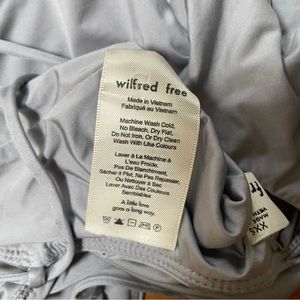 wilfred free
Made in Vietnam
Fabriqué au Vietnam
Machine Wash Cold,
No Bleach, Dry Flat,
Do Not Iron, Or Dry Clean
Wash With Like Colours
Laver à La Machine à
L'eau Froide,
Pas De Blanchiment,
Sécher à Plat, Ne Pas Repasser,
Ou Nettoyer à Sec
Laver Avec Des Couleurs
Semblables
A little love
goes a long way.
XXS
MADE